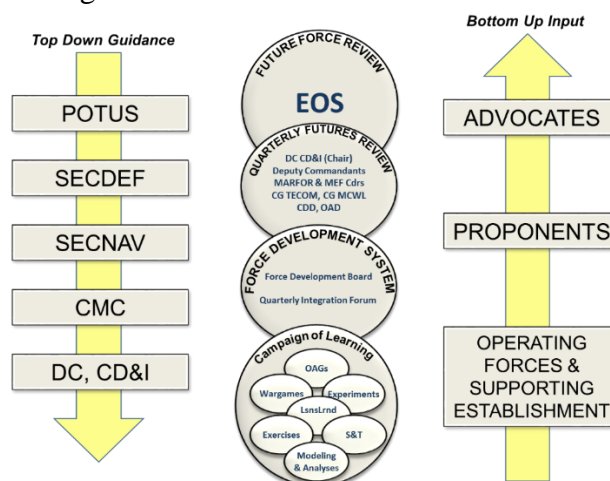 Top Down Guidance
POTUS
SECDEF
SECNAV
CMC
DC, CD&I
FUTURE FORCE REVIEW
EOS
QUARTERLY FUTURES REVIEW
DC CD&I (Chair)
Deputy Commandants
MARFOR & MEF Cdrs
CG TECOM, CG MCWL
CDD, OAD
FORCE DEVELOPMENT SYSTEM
Force Development Board
Quarterly Integration Forum
Campaign of Learning
OAGs
Wargames
Experiments
LsnsLrnd
Exercises
S&T
Modeling
& Analyses
Bottom Up Input
ADVOCATES
PROPONENTS
OPERATING
FORCES &
SUPPORTING
ESTABLISHMENT